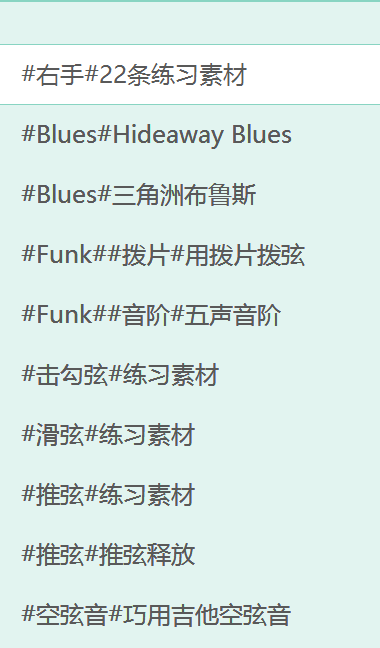 #右手#22条练习素材
#Blues#Hideaway Blues
#Blues#三角洲布鲁斯
#Funk##拨片#用拨片拨弦
#Funk##音阶#五声音阶
#击勾弦#练习素材
#滑弦#练习素材
#推弦#练习素材
#推弦#推弦释放
#空弦音#巧用吉他空弦音